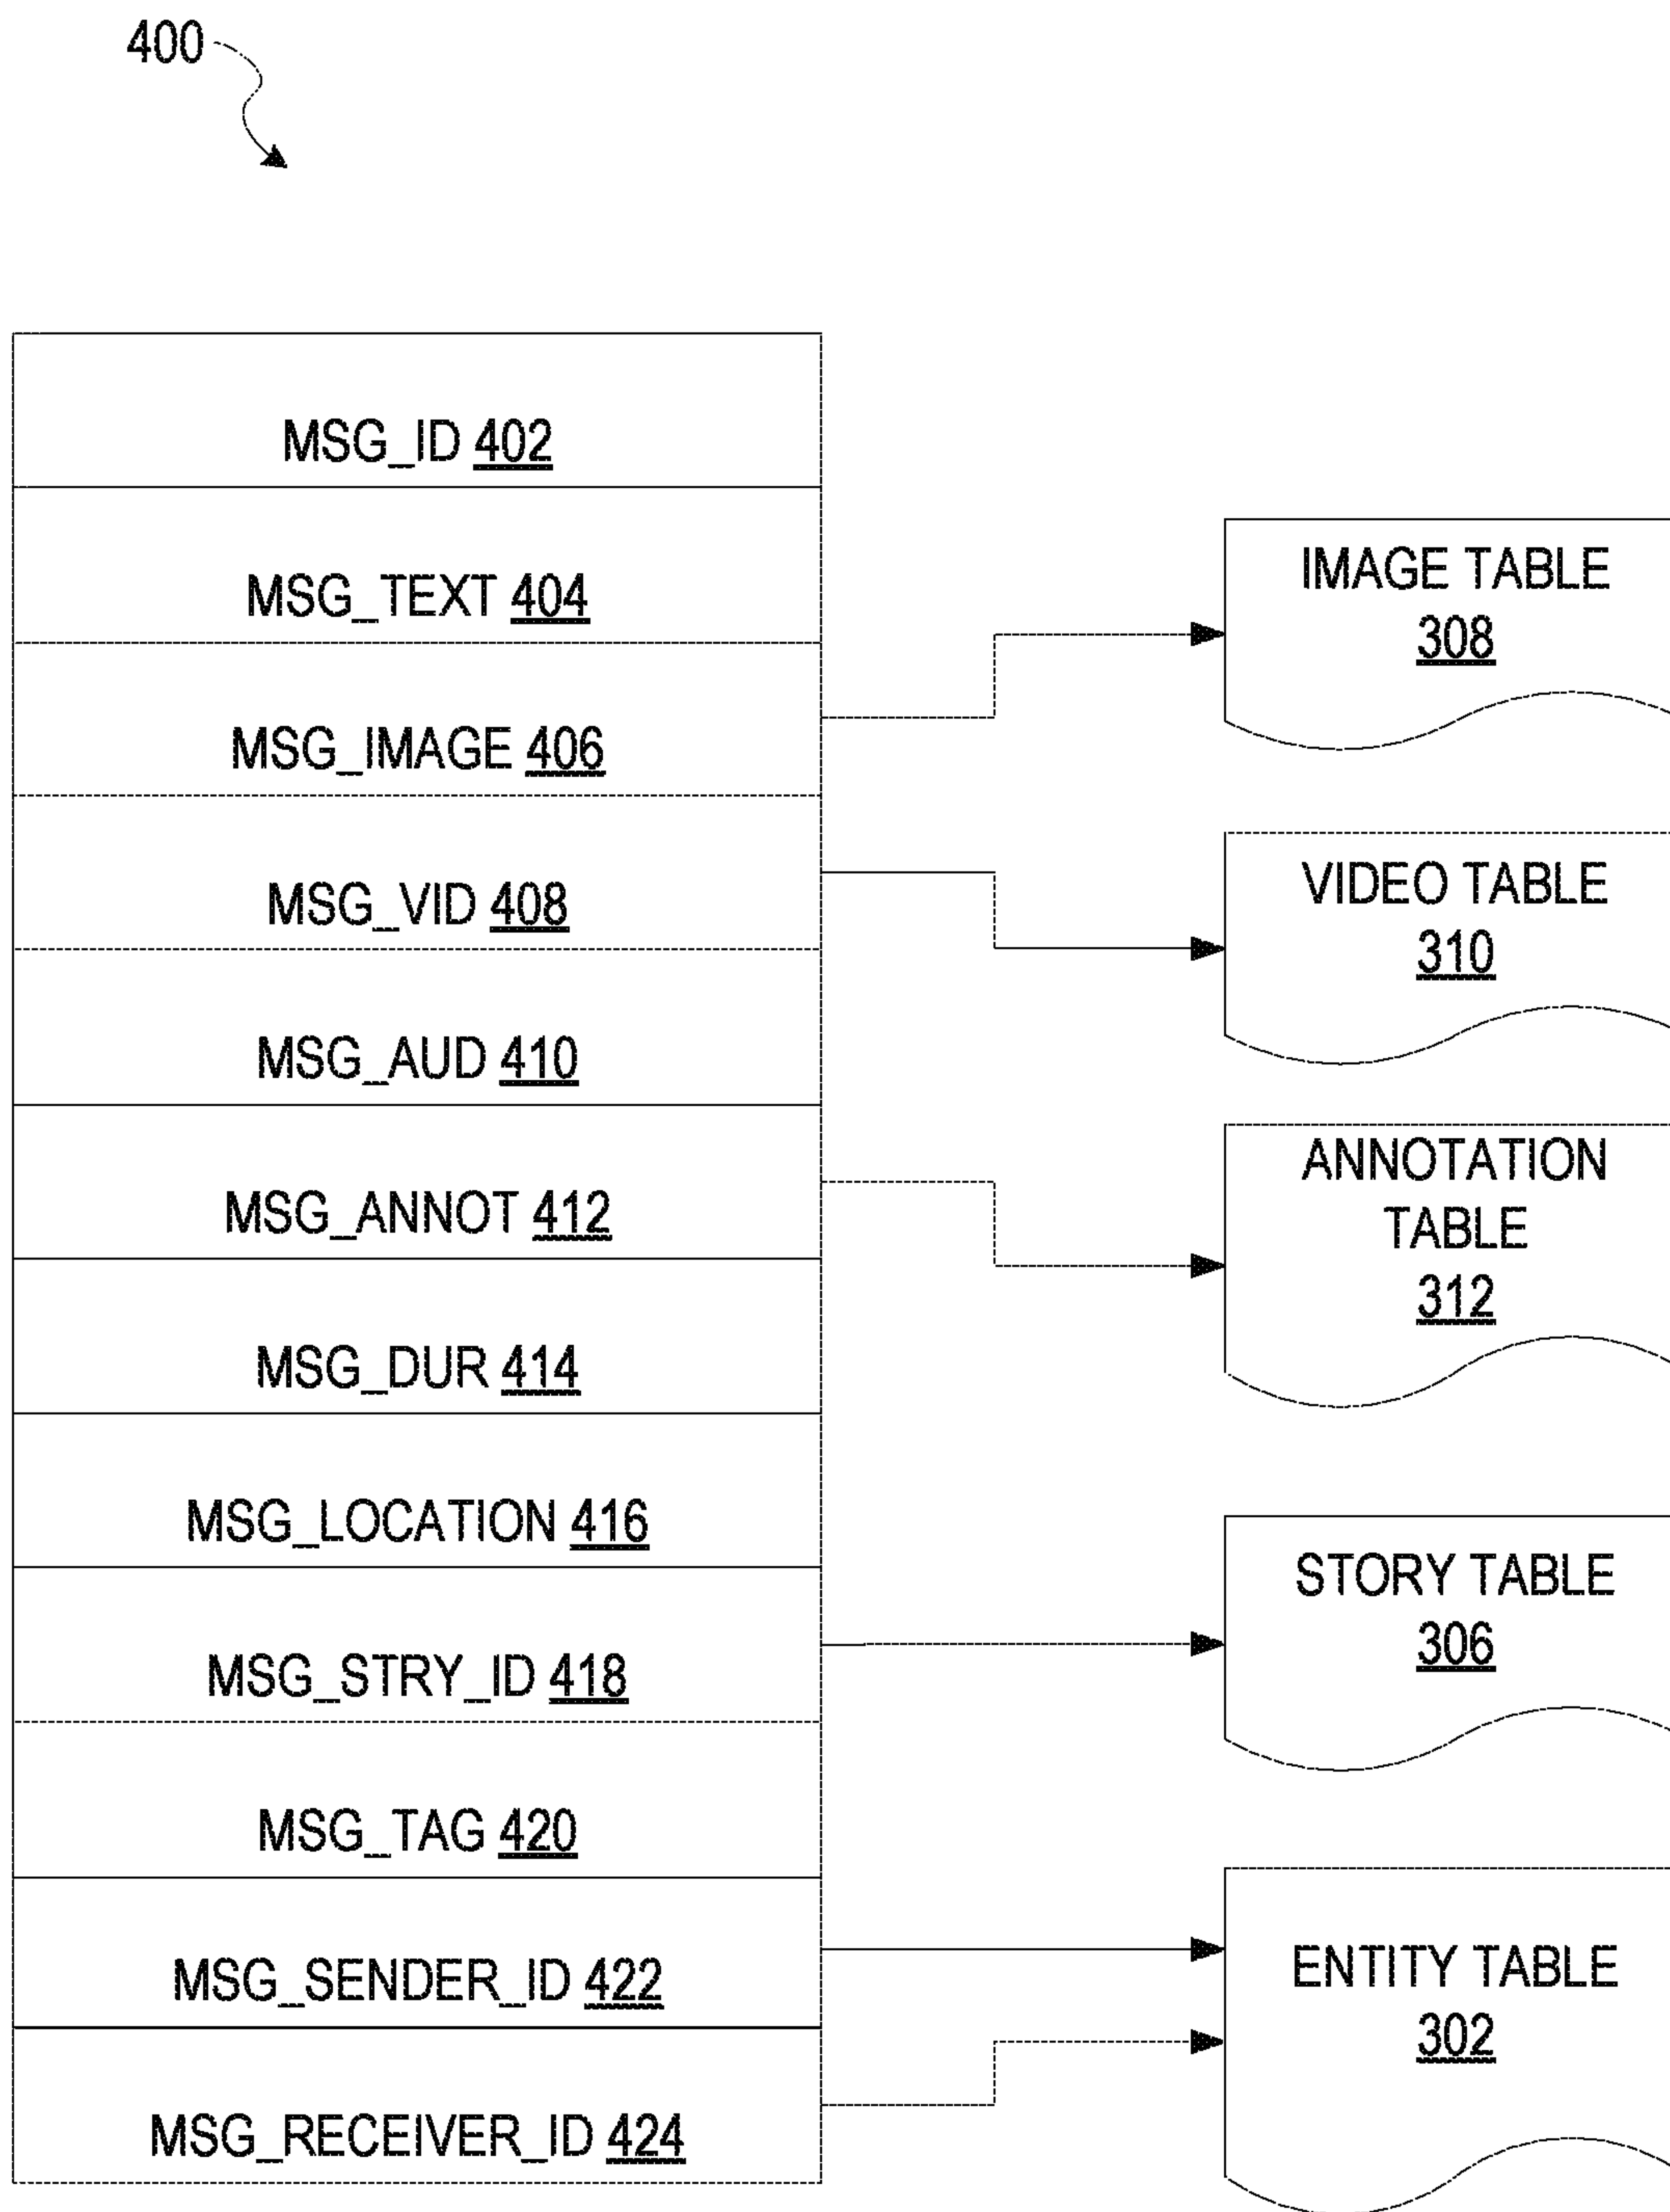 400
MSG_ID 402
MSG_TEXT 404
MSG_IMAGE 406
MSG_VID 408
MSG_AUD 410
MSG_ANNOT 412
MSG_DUR 414
MSG_LOCATION 416
MSG_STRY_ID 418
MSG_TAG 420
MSG_SENDER_ID 422
MSG_RECEIVER_ID 424
IMAGE TABLE
308
VIDEO TABLE
310
ANNOTATION
TABLE
312
STORY TABLE
306
ENTITY TABLE
302